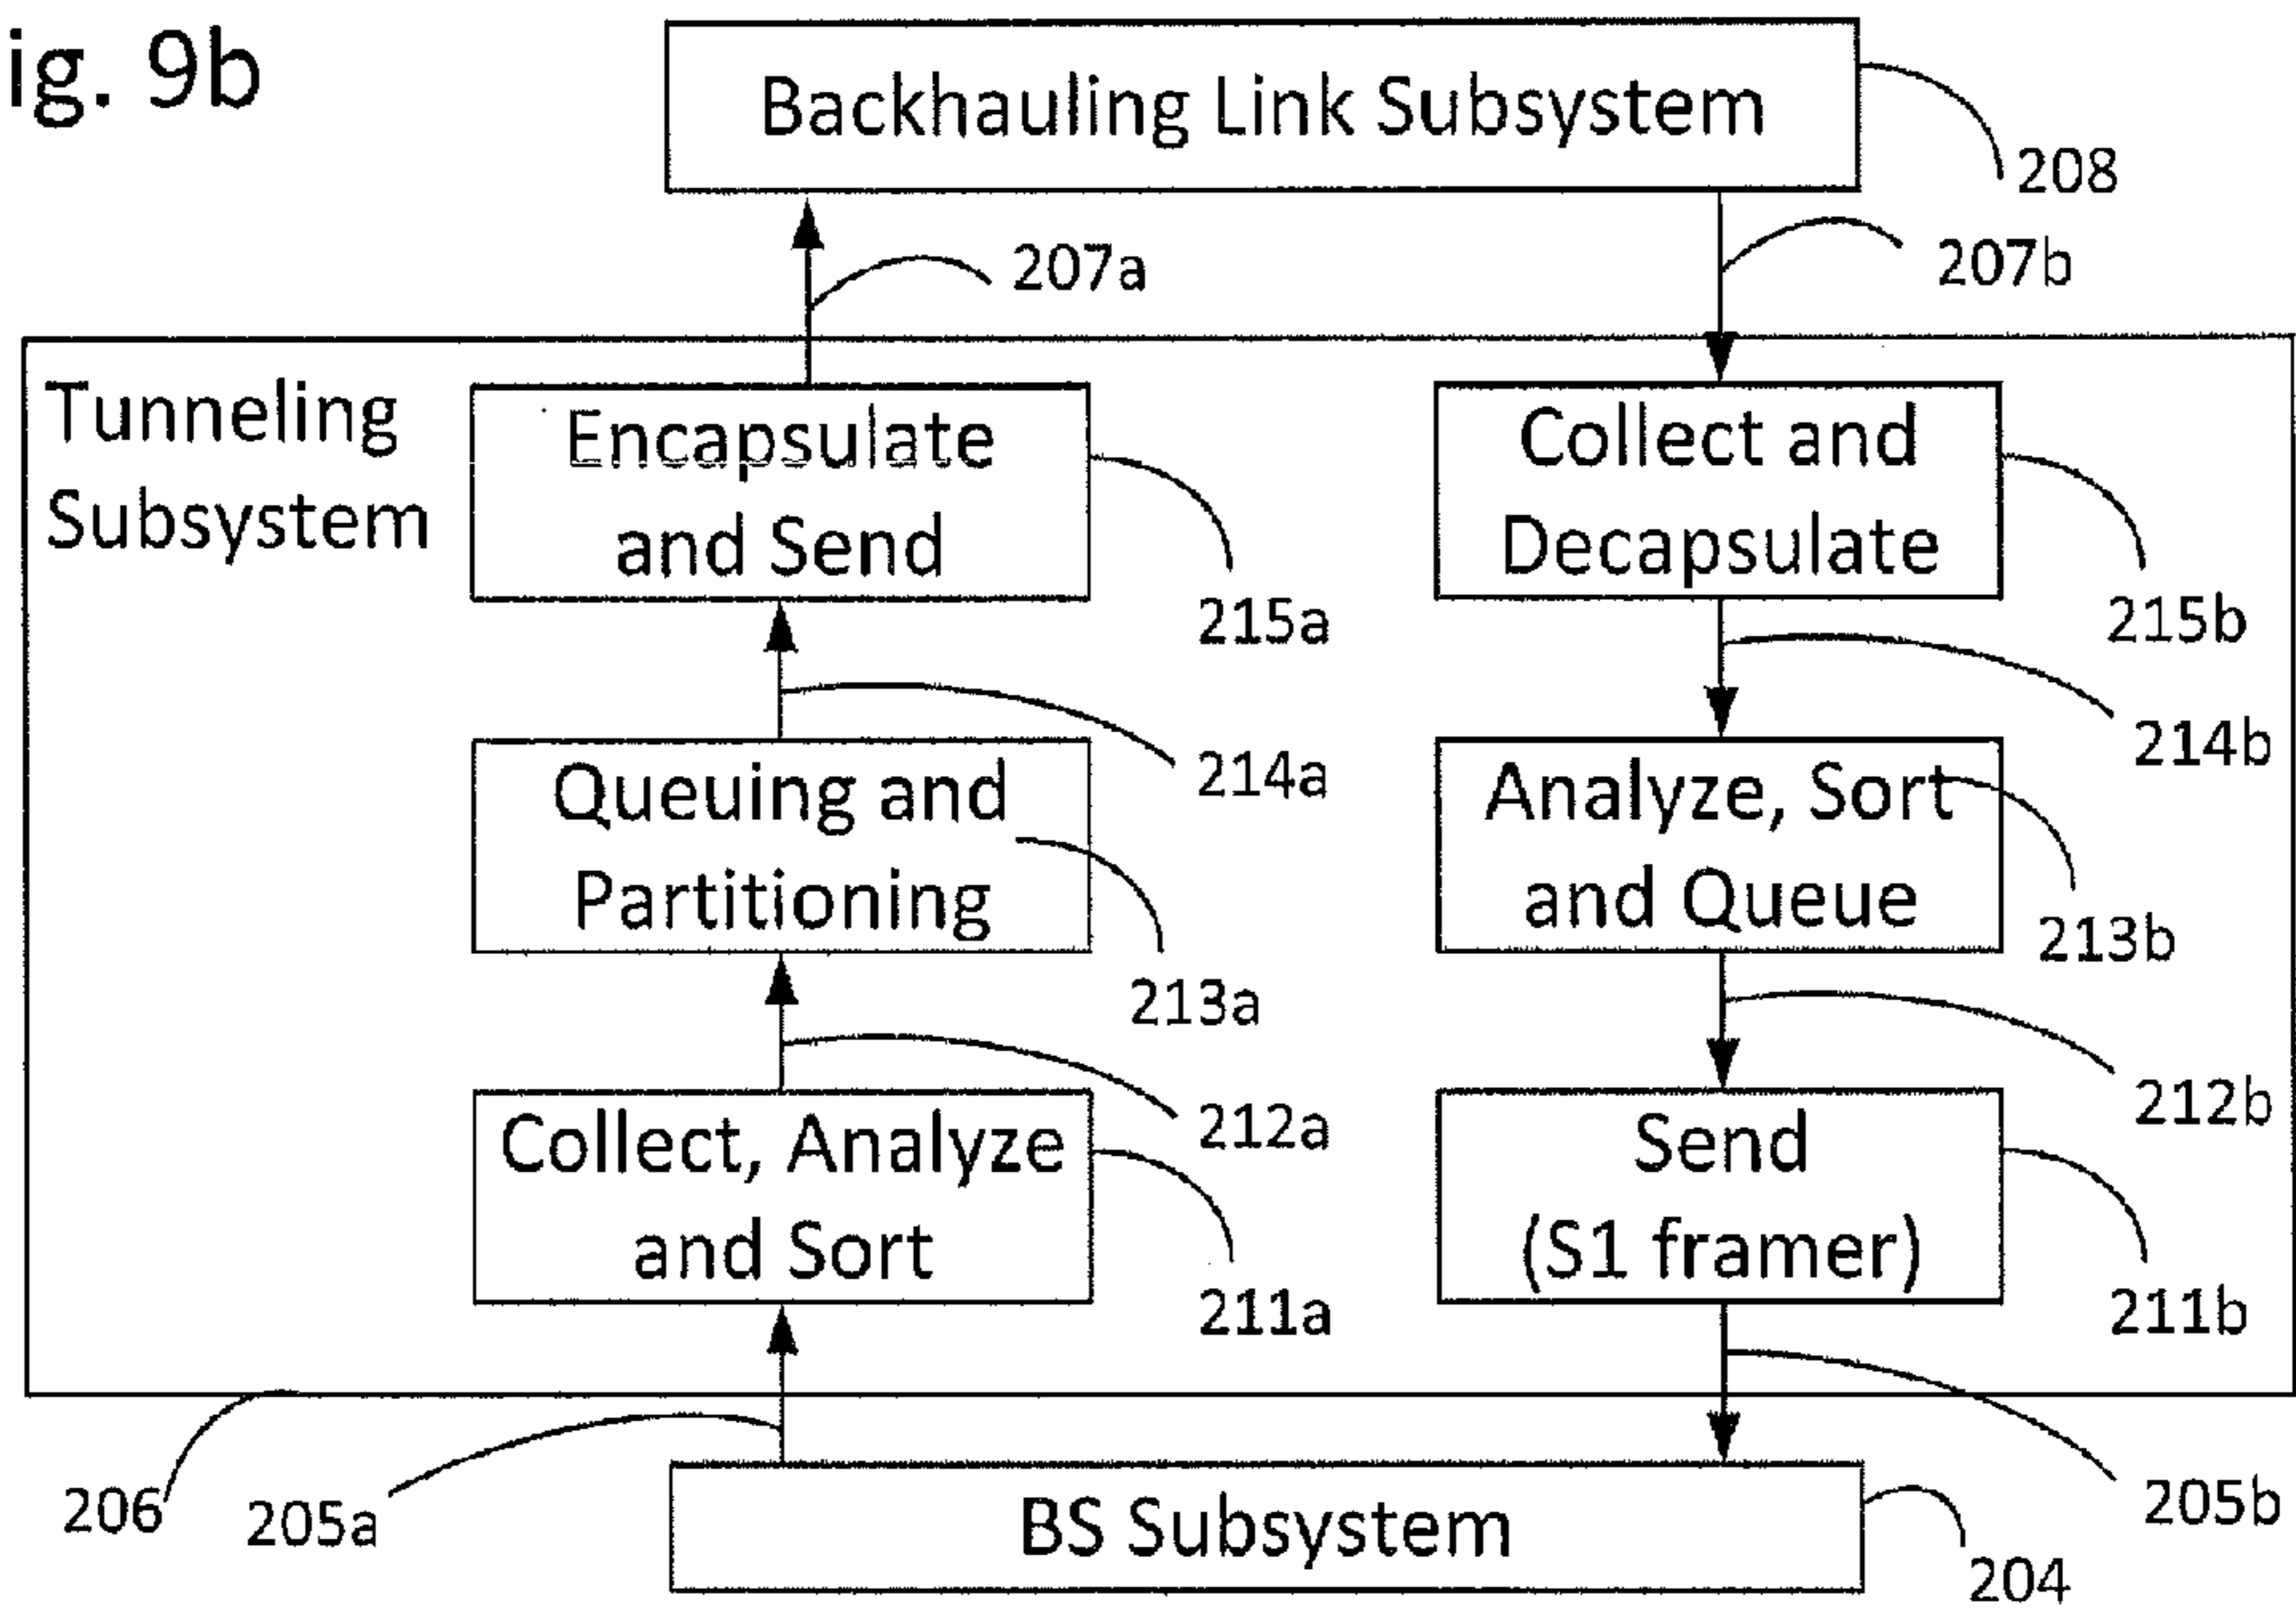 ig. 9b
Backhauling Link Subsystem
208
207a
207b
Tunneling
Subsystem
Encapsulate
and Send
215a
Collect and
Decapsulate
215b
214a
214b
Queuing and
Partitioning
213a
Analyze, Sort
and Queue
213b
212a
212b
Collect, Analyze
and Sort
211a
Send
(S1 framer)
211b
206
205a
205b
BS Subsystem
204